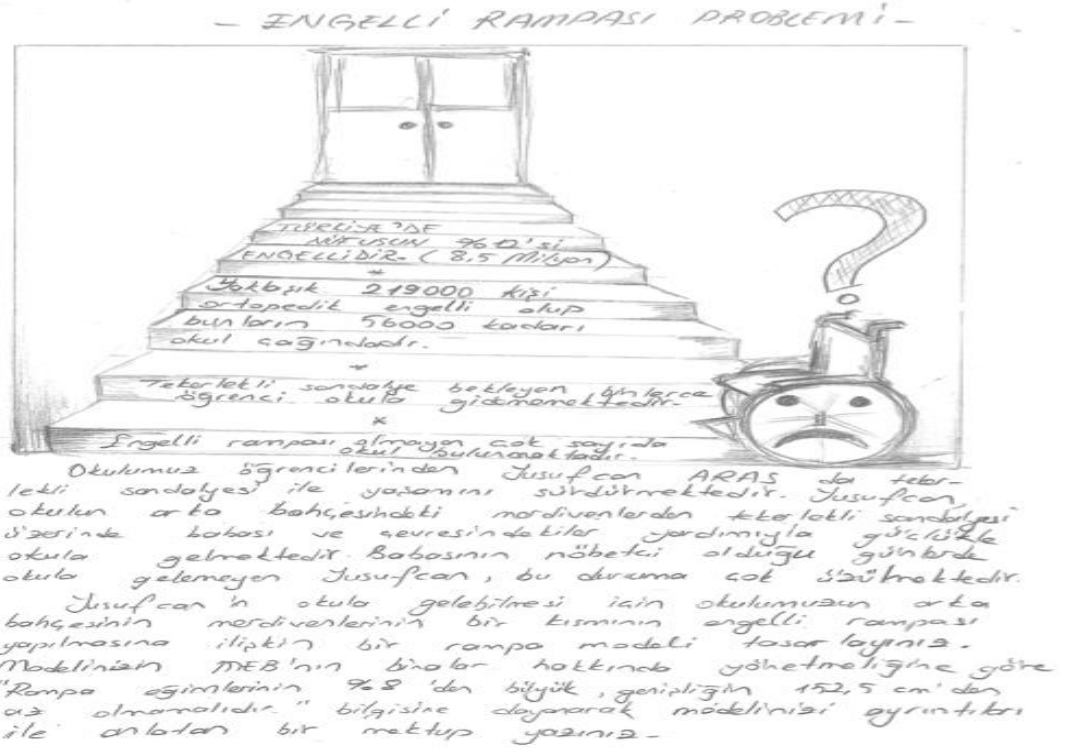 - ENGELLİ RAMPASI PROBLEMİ -
TÜRKİYE'DE
NÜFUSUN %12'si
ENGELLİDİR. (8,5 Milyon)
*
Yaklaşık 219000 kişi
ortopedik engelli olup
bunların 56000 kadarı
okul çağındadır.
*
Tekerlekli sandalye bekleyen binlerce
öğrenci okula gidememektedir.
*
Engelli rampası olmayan çok sayıda
okul bulunmaktadır.
?
Okulumuz öğrencilerinden Yusufcan ARAS da teker-
lekli sandalyesi ile yaşamını sürdürmektedir. Yusufcan,
okulun arka bahçesindeki merdivenlerden tekerlekli sandalyesi
üzerinde babası ve çevresindekiler yardımıyla güçlükle
okula gelmektedir. Babasının nöbetçi olduğu günlerde
okula gelemeyen Yusufcan, bu duruma çok üzülmektedir.
Yusufcan'ın okula gelebilmesi için okulumuzun arka
bahçesinin merdivenlerinin bir kısmının engelli rampası
yapılmasına ilişkin bir rampa modeli tasarlayınız.
Modelinizin MEB'nın binalar hakkında yönetmeliğine göre
"Rampa eğimlerinin %8'den büyük, genişliğin 152,5 cm'den
az olmamalıdır." bilgisine dayanarak modelinizi ayrıntıları
ile anlatan bir mektup yazınız.